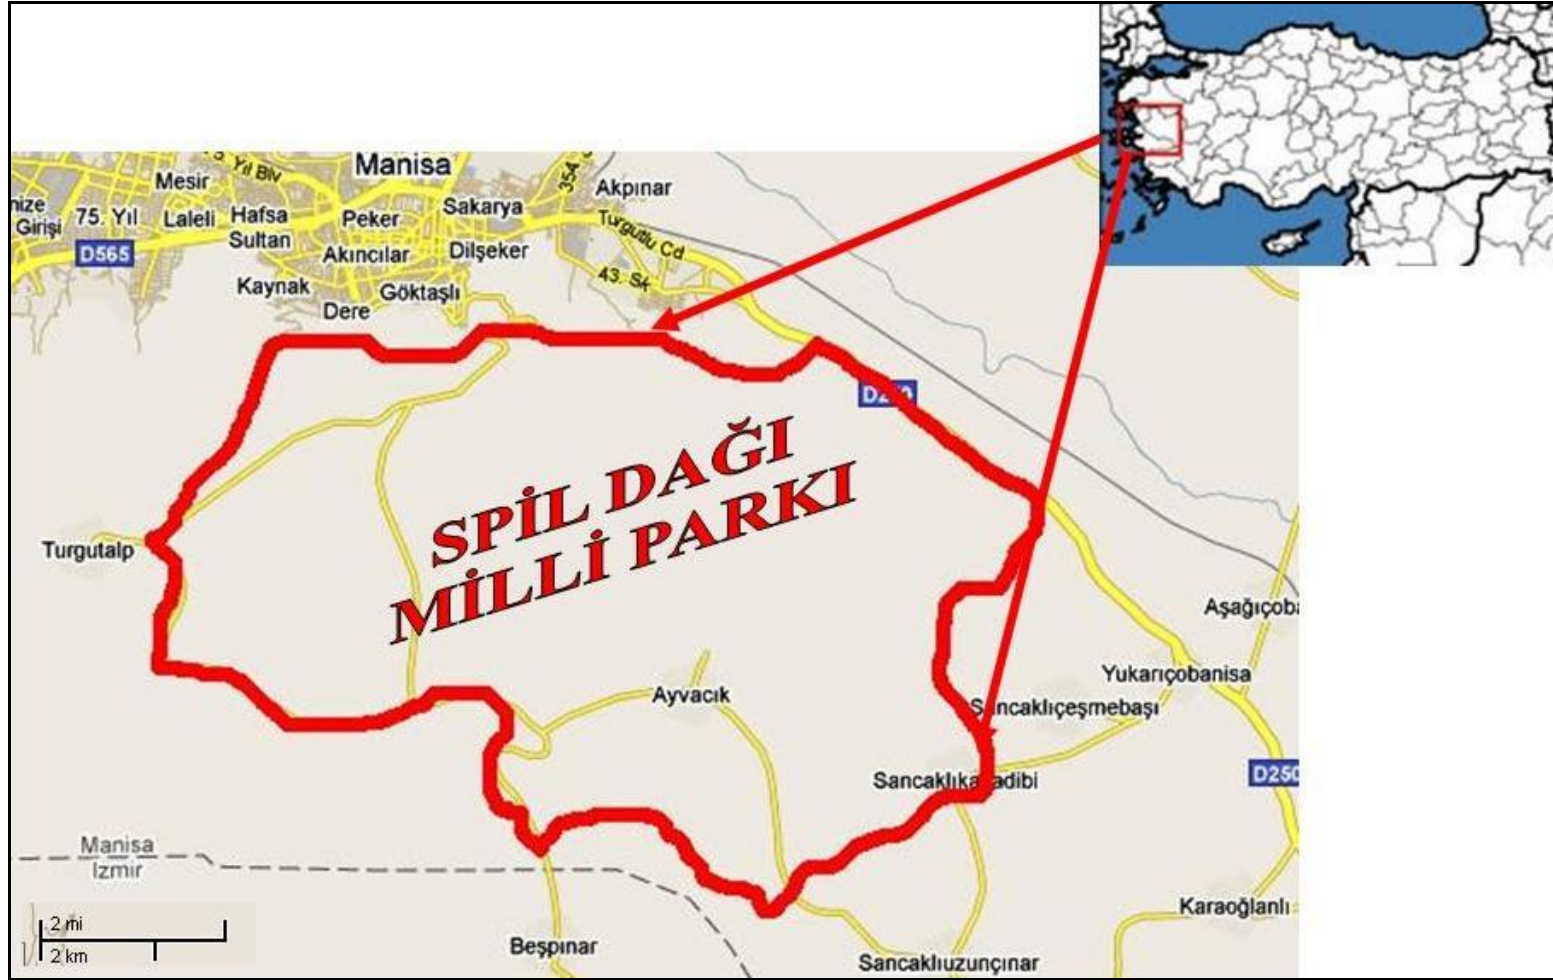 Manisa
75. Yıl Blv
Mesir
354.
Akpınar
nize
Girişi
75. Yıl
Laleli
Hafsa
Sultan
Peker
Sakarya
Turgutlu Cd
D565
Akıncılar
Dilşeker
43. Sk
Kaynak
Göktaşlı
Dere
SPİL DAĞI
MİLLİ PARKI
Turgutalp
Aşağıçoba
Yukarıçobanisa
Ayvacık
Sancaklıçeşmebaşı
D250
Manisa
İzmir
Karaoğlanlı
2 mi
2 km
Beşpınar
Sancaklıuzunçınar